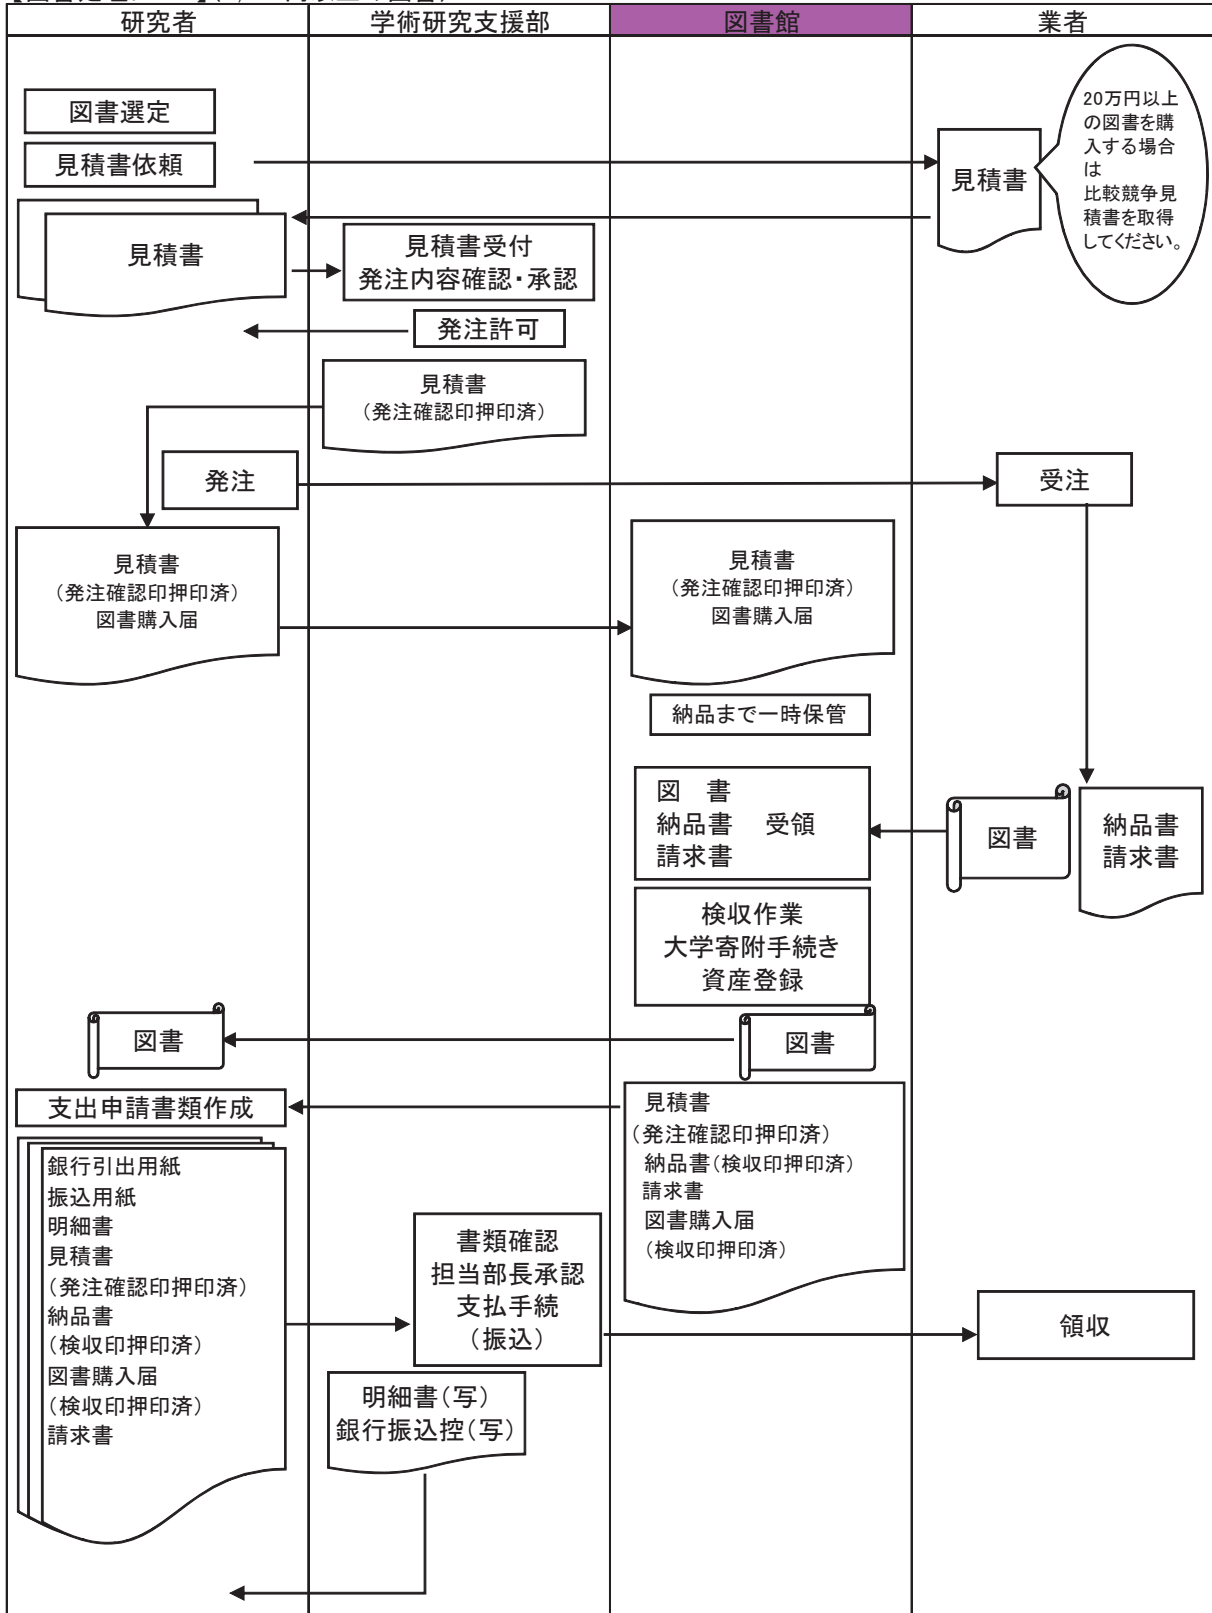 研究者
学術研究支援部
図書館
業者
図書選定
見積書依頼
見積書
20万円以上
の図書を購
入する場合
は
比較競争見
積書を取得
してください。
見積書
見積書受付
発注内容確認・承認
発注許可
見積書
(発注確認印押印済)
発注
受注
見積書
(発注確認印押印済)
図書購入届
見積書
(発注確認印押印済)
図書購入届
納品まで一時保管
図　書
納品書　受領
請求書
図書
納品書
請求書
検収作業
大学寄附手続き
資産登録
図書
図書
支出申請書類作成
見積書
(発注確認印押印済)
納品書(検収印押印済)
請求書
図書購入届
(検収印押印済)
銀行引出用紙
振込用紙
明細書
見積書
(発注確認印押印済)
納品書
(検収印押印済)
図書購入届
(検収印押印済)
請求書
書類確認
担当部長承認
支払手続
(振込)
領収
明細書(写)
銀行振込控(写)